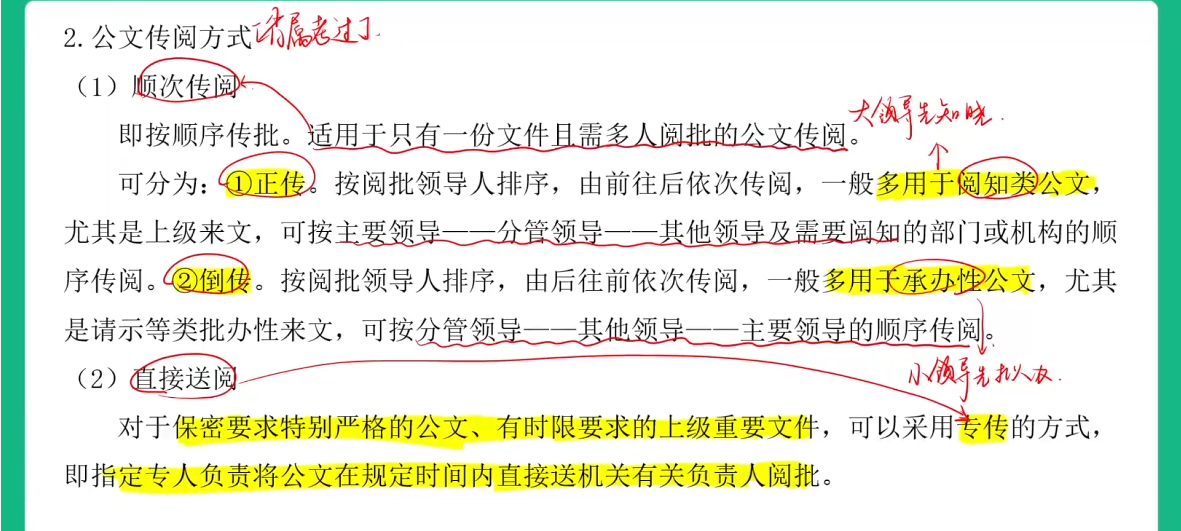 2.公文传阅方式 省属考过了
(1)顺次传阅
即按顺序传批。适用于只有一份文件且需多人阅批的公文传阅。
大领导先知晓.
可分为：①正传。按阅批领导人排序，由前往后依次传阅，一般多用于阅知类公文，
尤其是上级来文，可按主要领导——分管领导——其他领导及需要阅知的部门或机构的顺
序传阅。②倒传。按阅批领导人排序，由后往前依次传阅，一般多用于承办性公文，尤其
是请示等类批办性来文，可按分管领导——其他领导——主要领导的顺序传阅。
(2)直接送阅
小领导先拟办.
对于保密要求特别严格的公文、有时限要求的上级重要文件，可以采用专传的方式，
即指定专人负责将公文在规定时间内直接送机关有关负责人阅批。